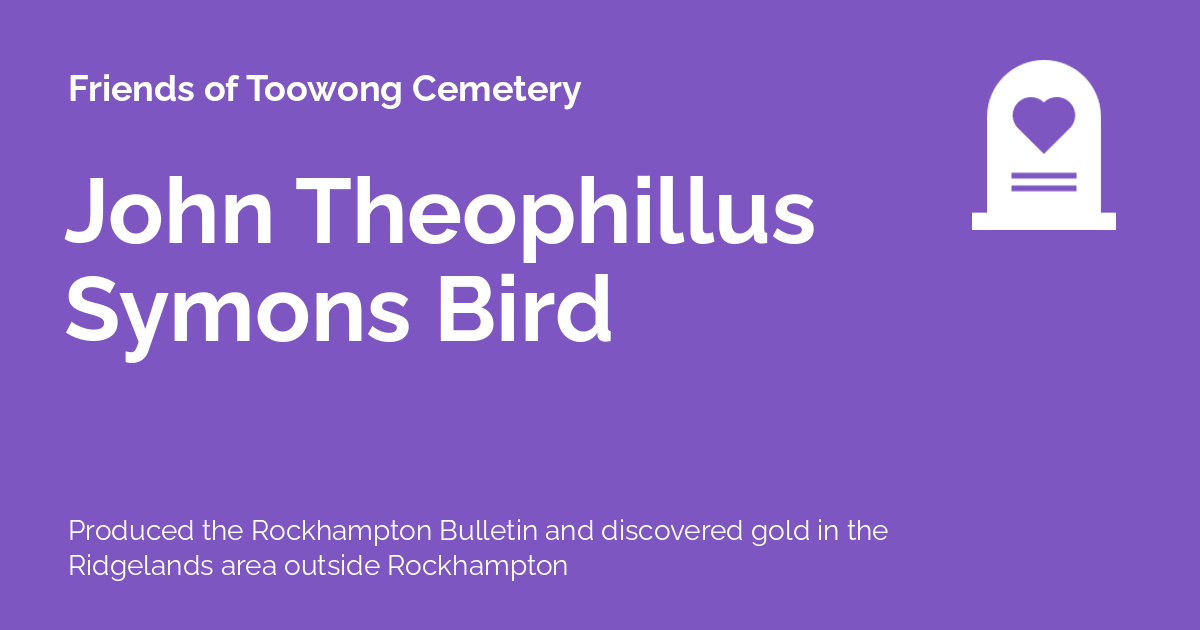 Friends of Toowong Cemetery
John Theophillus
Symons Bird
Produced the Rockhampton Bulletin and discovered gold in the
Ridgelands area outside Rockhampton